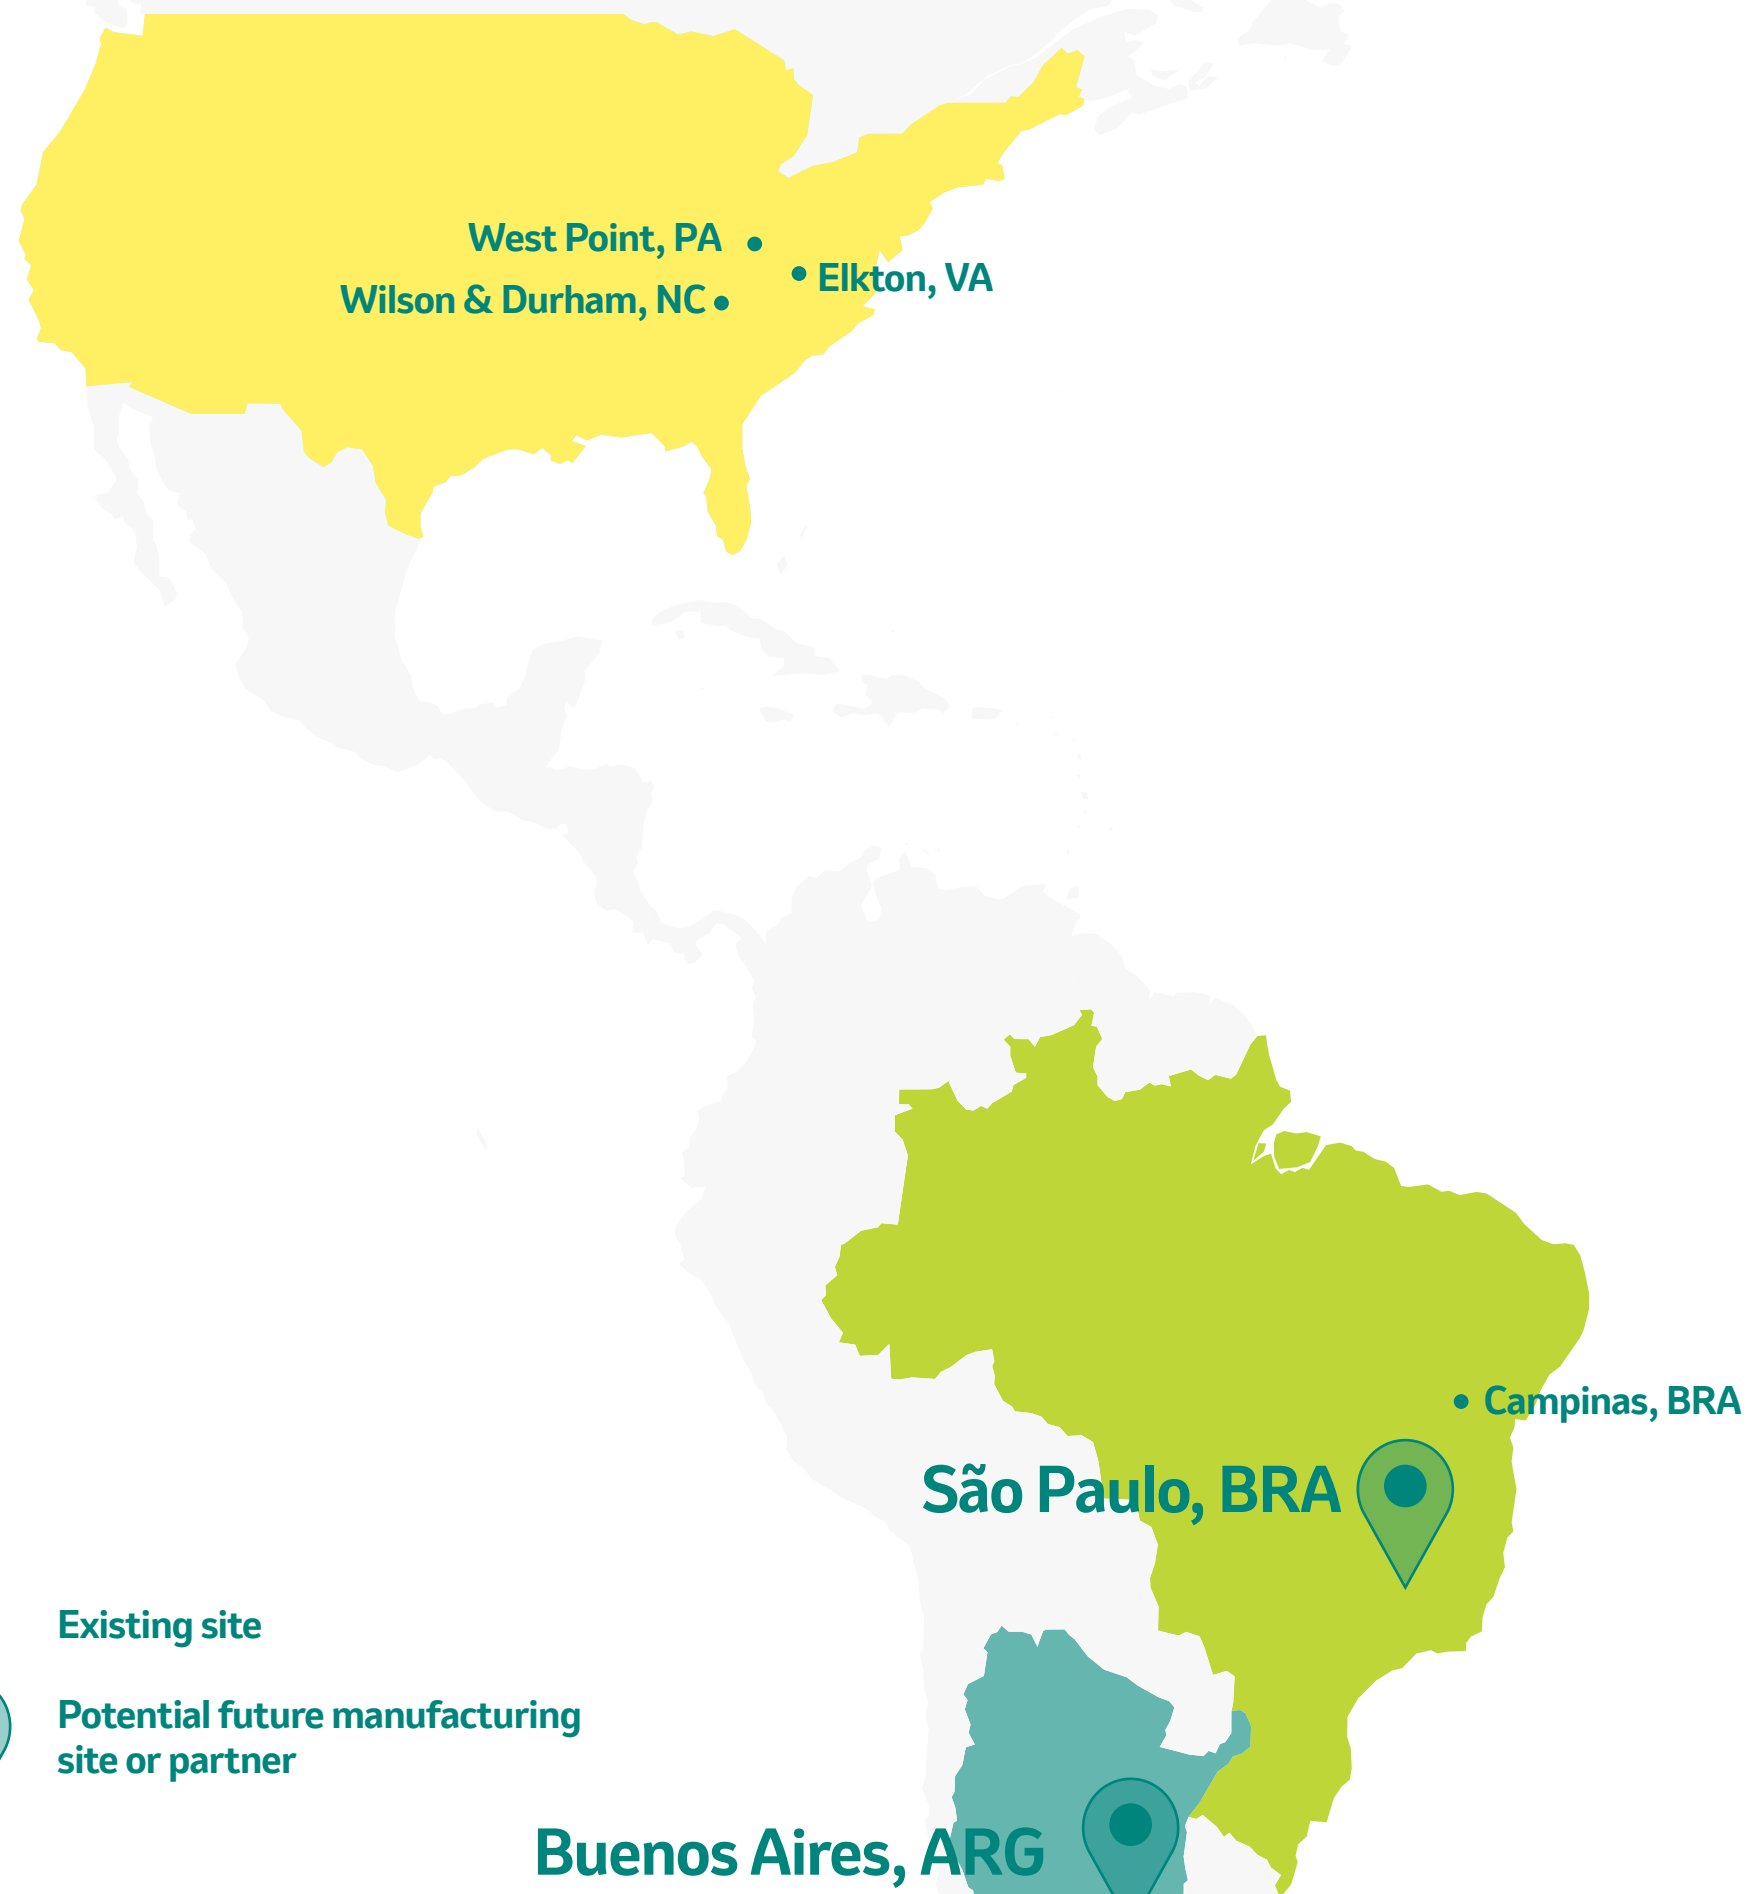 West Point, PA
Elkton, VA
Wilson & Durham, NC
Campinas, BRA
São Paulo, BRA
Existing site
Potential future manufacturing
site or partner
Buenos Aires, ARG